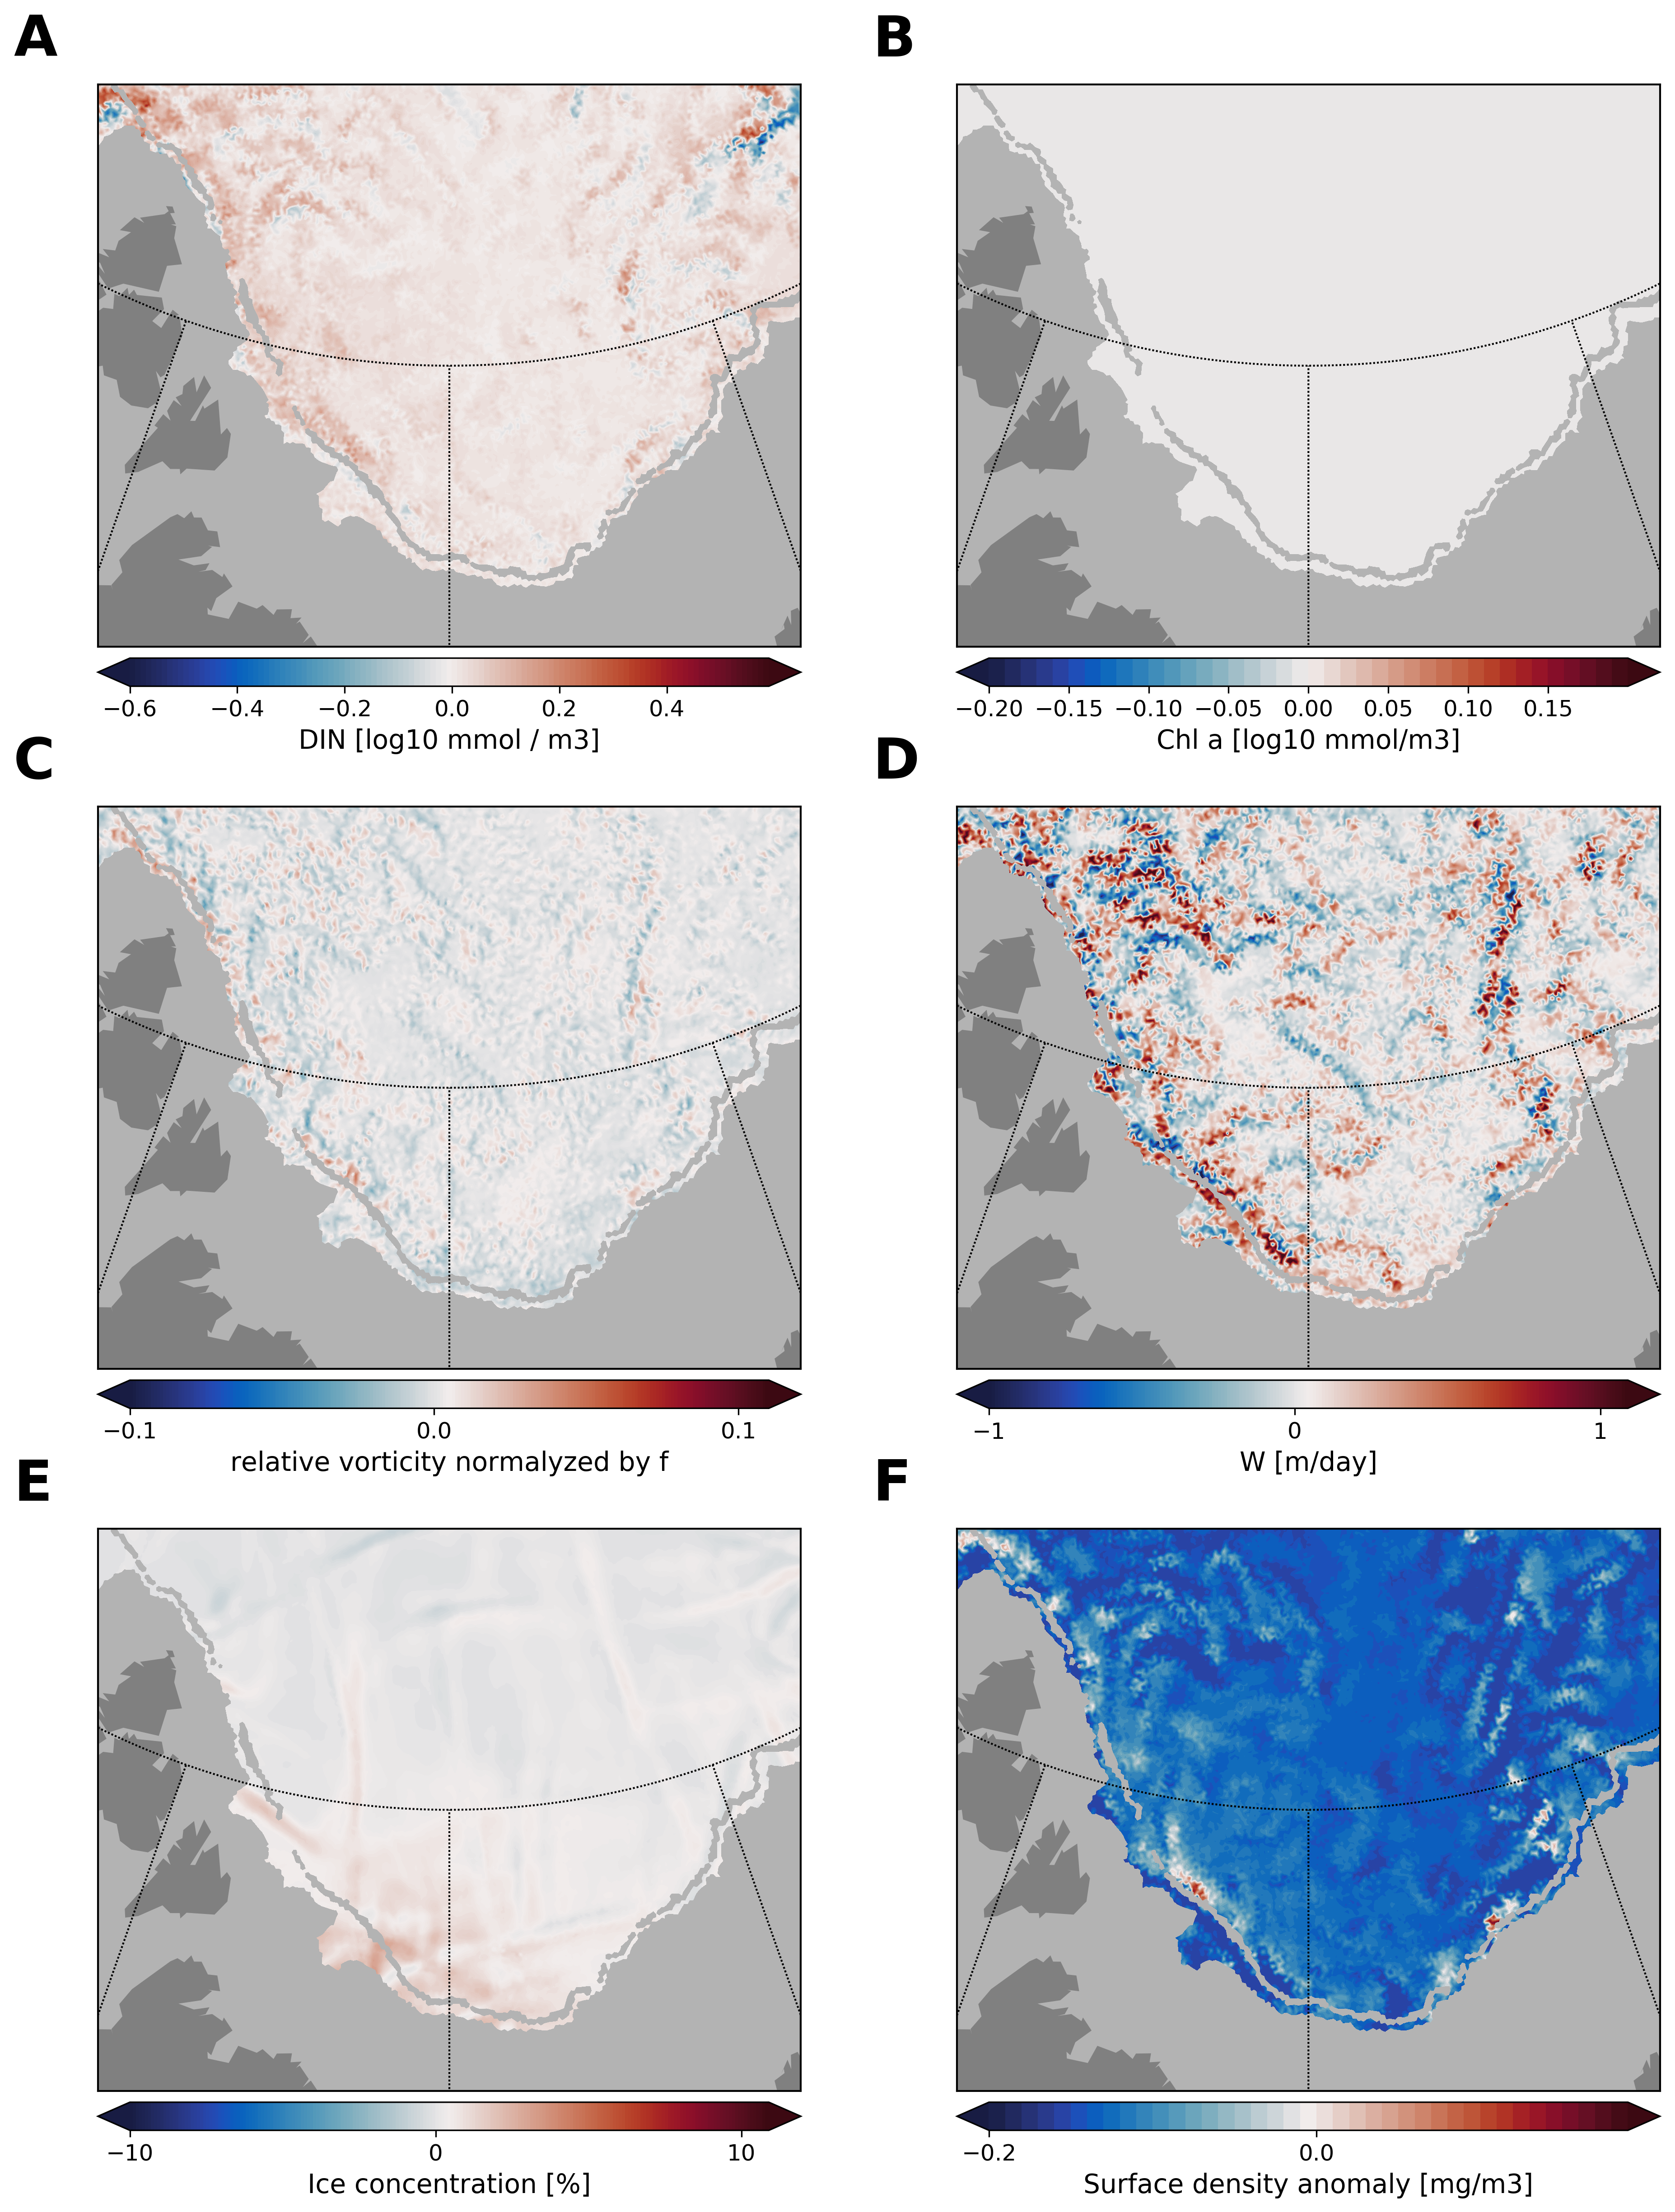 A
B
−0.6 −0.4 −0.2 0.0 0.2 0.4
DIN [log10 mmol / m3]
−0.20 −0.15 −0.10 −0.05 0.00 0.05 0.10 0.15
Chl a [log10 mmol/m3]
C
D
−0.1 0.0 0.1
relative vorticity normalyzed by f
−1 0 1
W [m/day]
E
F
−10 0 10
Ice concentration [%]
−0.2 0.0
Surface density anomaly [mg/m3]